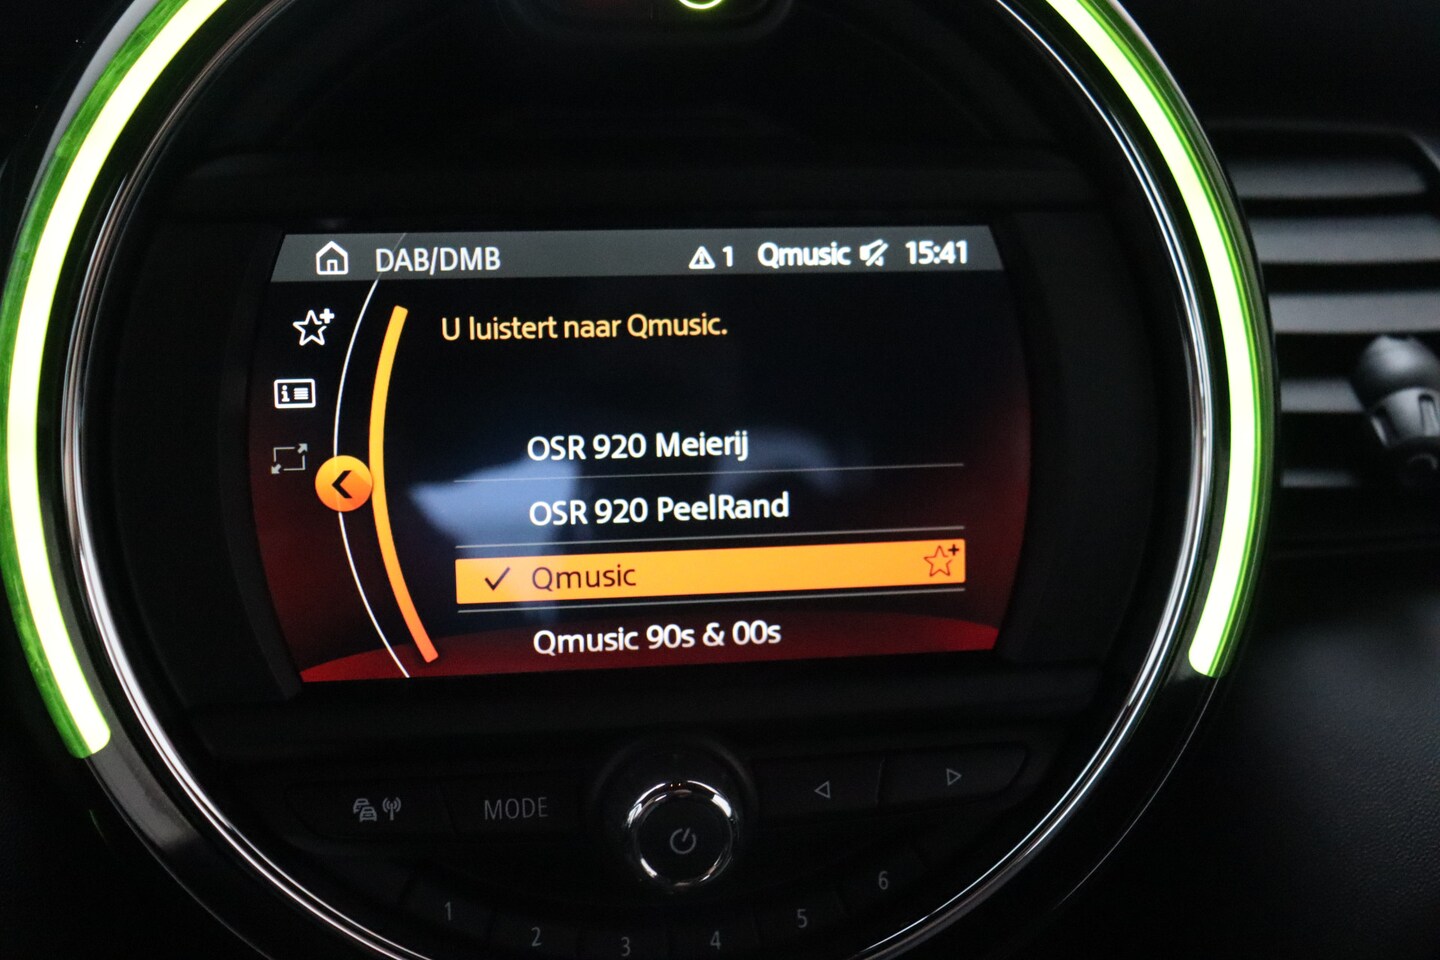 DAB/DMB 1 Qmusic 15:41
U luistert naar Qmusic.
OSR 920 Meierij
OSR 920 PeelRand
Qmusic
Qmusic 90s & 00s
MODE
1 2 3 4 5 6